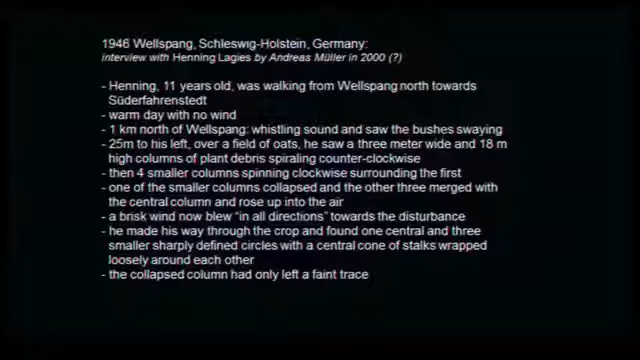 1946 Wellspang, Schleswig-Holstein, Germany:
interview with Henning Lagies by Andreas Müller in 2000 (?)
- Henning, 11 years old, was walking from Wellspang north towards
Süderfahrenstedt
- warm day with no wind
- 1 km north of Wellspang: whistling sound and saw the bushes swaying
- 25m to his left, over a field of oats, he saw a three meter wide and 18 m
high columns of plant debris spiraling counter-clockwise
- then 4 smaller columns spinning clockwise surrounding the first
- one of the smaller columns collapsed and the other three merged with
the central column and rose up into the air
- a brisk wind now blew "in all directions" towards the disturbance
- he made his way through the crop and found one central and three
smaller sharply defined circles with a central cone of stalks wrapped
loosely around each other
- the collapsed column had only left a faint trace